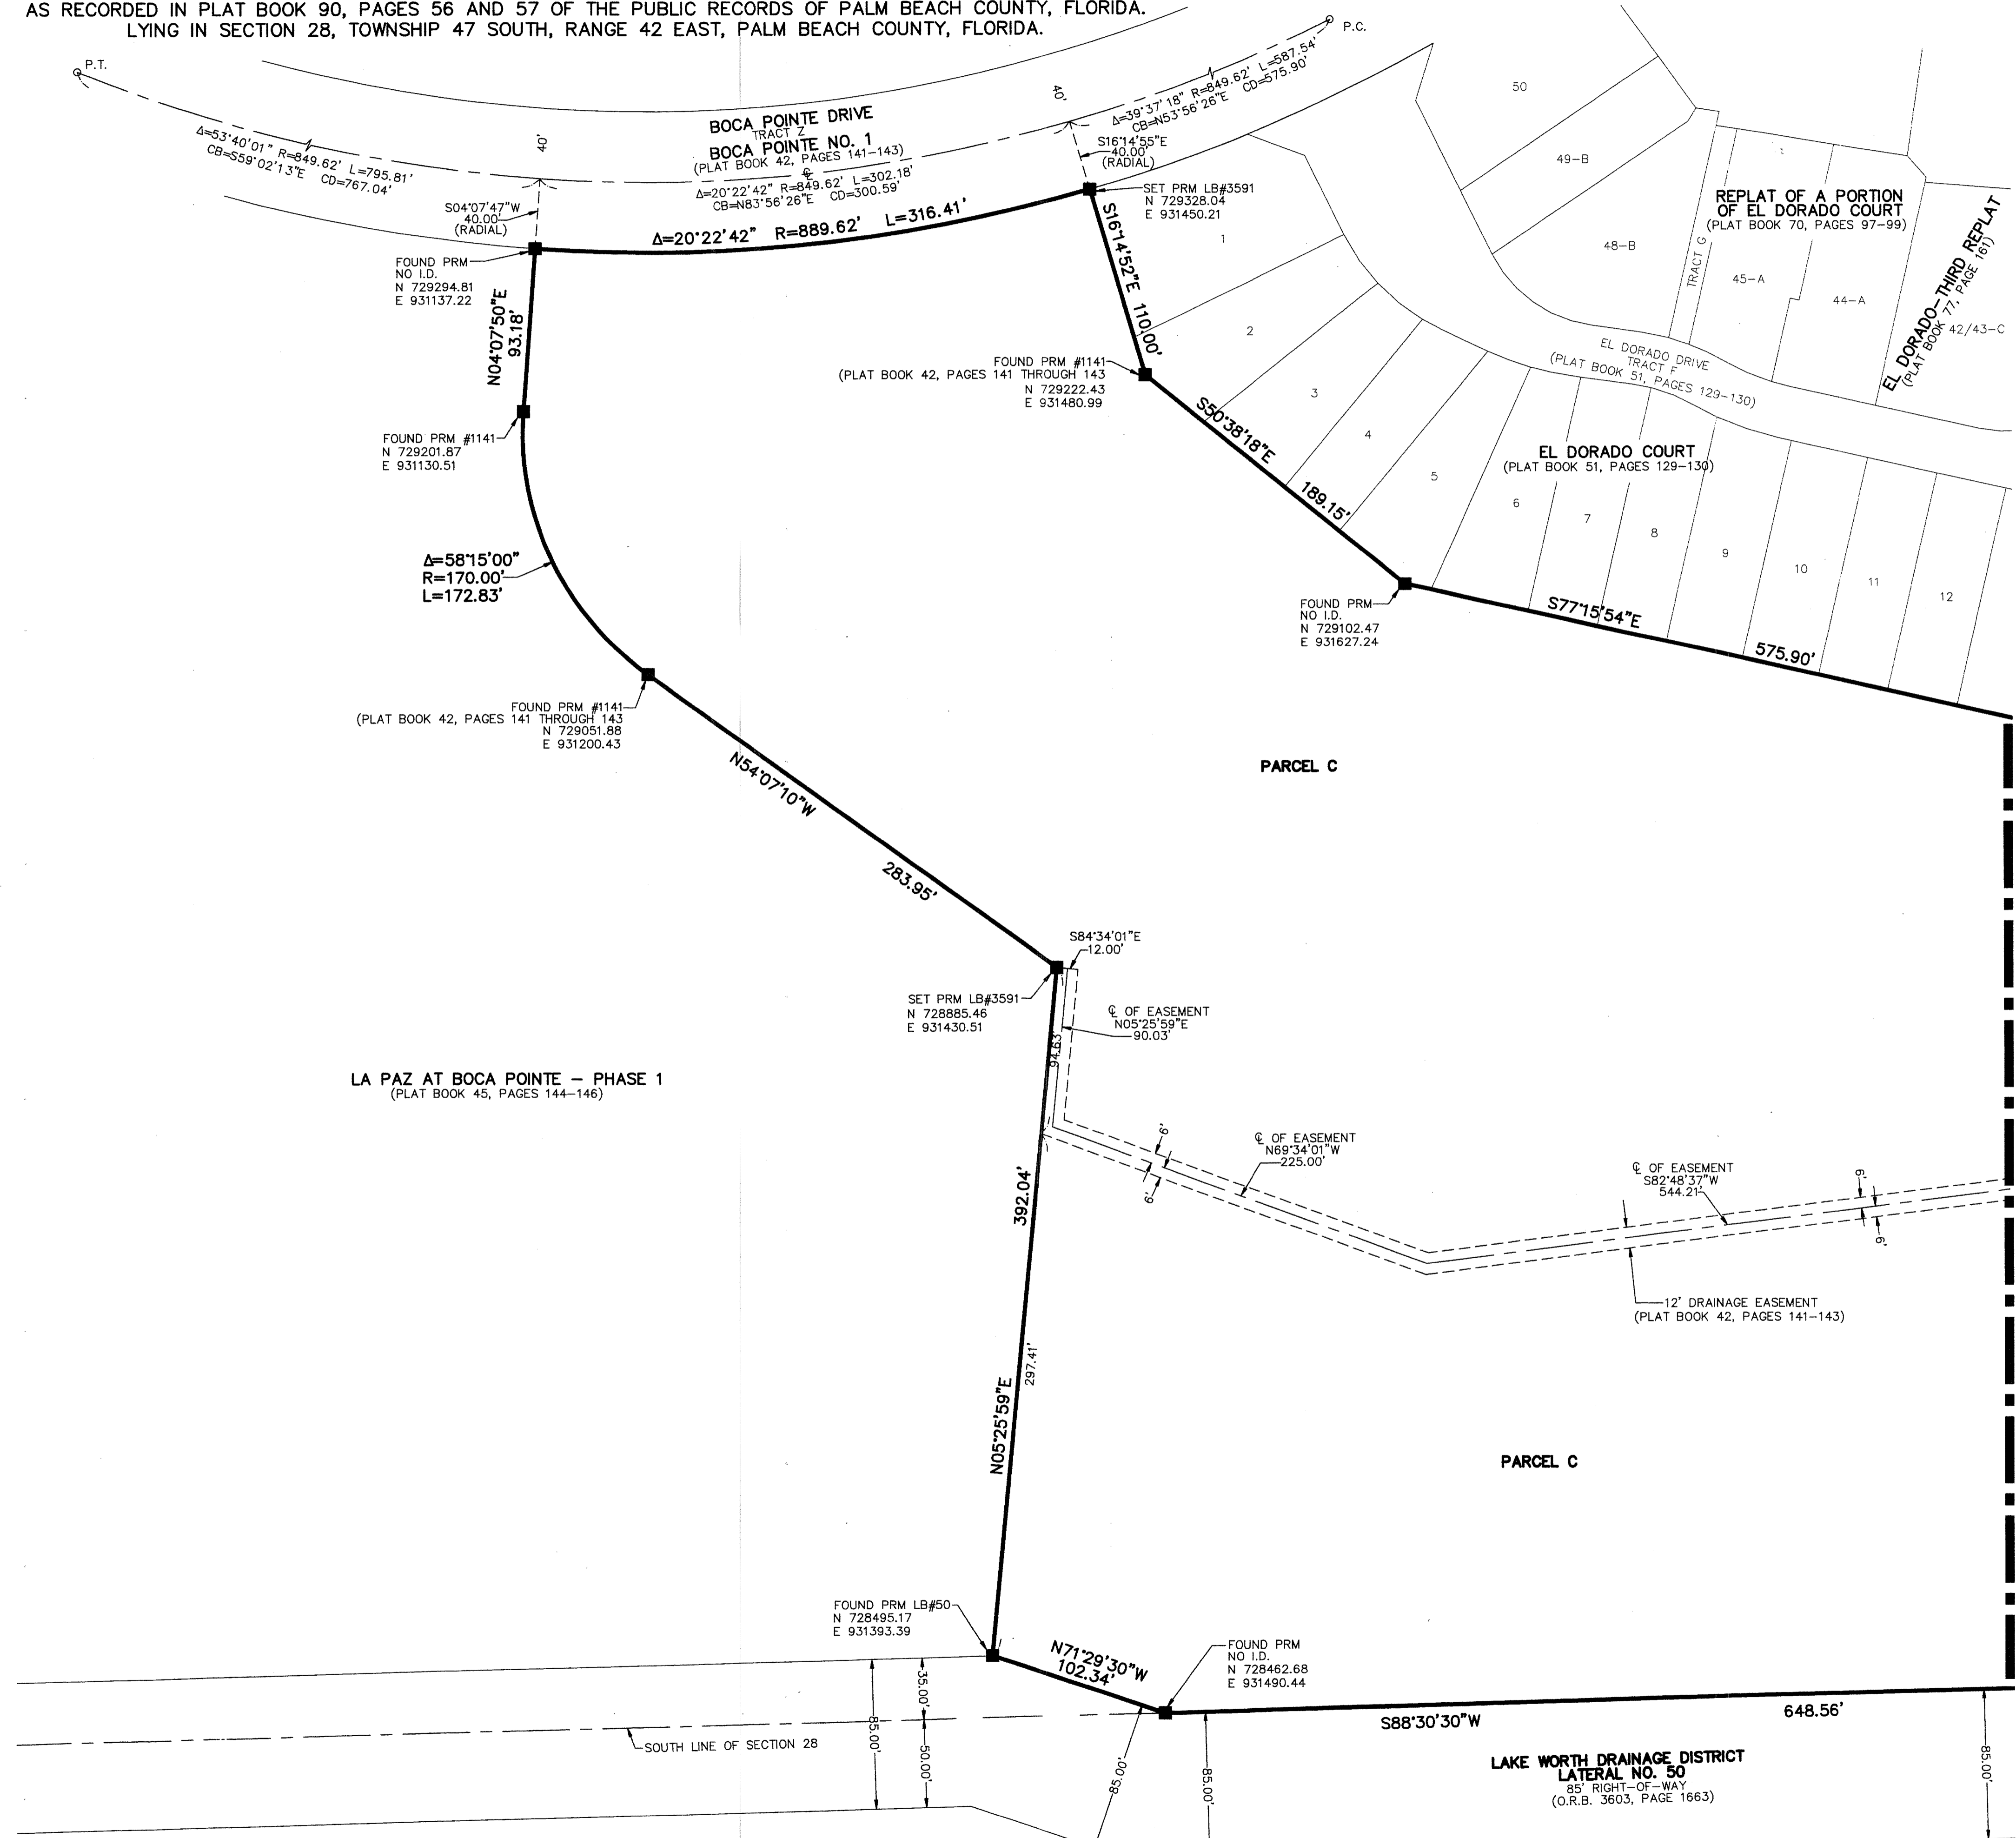 AS RECORDED IN PLAT BOOK 90, PAGES 56 AND 57 OF THE PUBLIC RECORDS OF PALM BEACH COUNTY, FLORIDA.
LYING IN SECTION 28, TOWNSHIP 47 SOUTH, RANGE 42 EAST, PALM BEACH COUNTY, FLORIDA.
P.T.
P.C.
Δ=53°40'01" R=849.62' L=795.81'
CB=S59°02'13"E CD=767.04'
40'
BOCA POINTE DRIVE
TRACT Z
BOCA POINTE NO. 1
(PLAT BOOK 42, PAGES 141-143)
℄
Δ=20°22'42" R=849.62' L=302.18'
CB=N83°56'26"E CD=300.59'
40'
Δ=39°37'18" R=849.62' L=587.54'
CB=N53°56'26"E CD=575.90'
S16°14'55"E
40.00'
(RADIAL)
S04°07'47"W
40.00'
(RADIAL)
Δ=20°22'42" R=889.62' L=316.41'
SET PRM LB#3591
N 729328.04
E 931450.21
FOUND PRM
NO I.D.
N 729294.81
E 931137.22
N04°07'50"E
93.18'
S16°14'52"E 110.00'
FOUND PRM #1141
(PLAT BOOK 42, PAGES 141 THROUGH 143
N 729222.43
E 931480.99
FOUND PRM #1141
N 729201.87
E 931130.51
50
49-B
48-B
TRACT G
45-A
44-A
42/43-C
REPLAT OF A PORTION
OF EL DORADO COURT
(PLAT BOOK 70, PAGES 97-99)
EL DORADO-THIRD REPLAT
(PLAT BOOK 77, PAGE 161)
EL DORADO DRIVE
TRACT F
(PLAT BOOK 51, PAGES 129-130)
EL DORADO COURT
(PLAT BOOK 51, PAGES 129-130)
1
2
3
4
5
6
7
8
9
10
11
12
S50°38'18"E
189.15'
Δ=58°15'00"
R=170.00'
L=172.83'
FOUND PRM
NO I.D.
N 729102.47
E 931627.24
S77°15'54"E
575.90'
FOUND PRM #1141
(PLAT BOOK 42, PAGES 141 THROUGH 143
N 729051.88
E 931200.43
N54°07'10"W
283.95'
PARCEL C
S84°34'01"E
12.00'
SET PRM LB#3591
N 728885.46
E 931430.51
℄ OF EASEMENT
N05°25'59"E
90.03'
94.63'
LA PAZ AT BOCA POINTE - PHASE 1
(PLAT BOOK 45, PAGES 144-146)
6'
6'
℄ OF EASEMENT
N69°34'01"W
225.00'
℄ OF EASEMENT
S82°48'37"W
544.21'
6'
6'
392.04'
12' DRAINAGE EASEMENT
(PLAT BOOK 42, PAGES 141-143)
297.41'
N05°25'59"E
PARCEL C
FOUND PRM LB#50
N 728495.17
E 931393.39
N71°29'30"W
102.34'
FOUND PRM
NO I.D.
N 728462.68
E 931490.44
35.00'
85.00'
50.00'
SOUTH LINE OF SECTION 28
85.00'
85.00'
S88°30'30"W
648.56'
LAKE WORTH DRAINAGE DISTRICT
LATERAL NO. 50
85' RIGHT-OF-WAY
(O.R.B. 3603, PAGE 1663)
85.00'